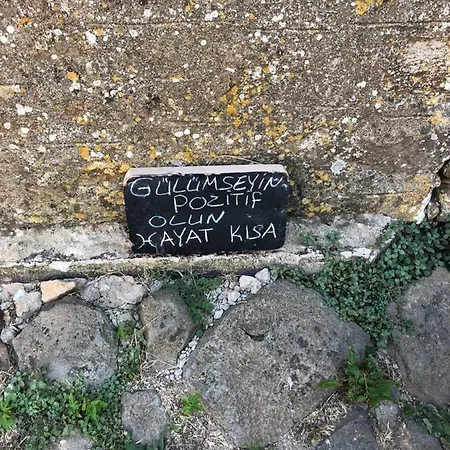 GÜLÜMSEYİN
POZİTİF
OLUN
HAYAT KISA